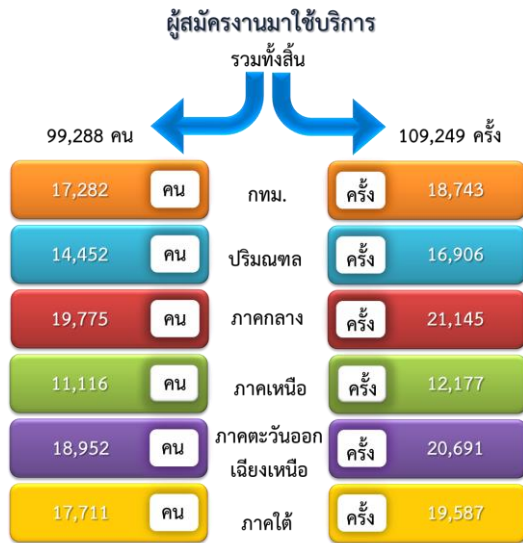 ผู้สมัครงานมาใช้บริการ
รวมทั้งสิ้น
99,288 คน 109,249 ครั้ง
17,282 คน กทม. ครั้ง 18,743
14,452 คน ปริมณฑล ครั้ง 16,906
19,775 คน ภาคกลาง ครั้ง 21,145
11,116 คน ภาคเหนือ ครั้ง 12,177
18,952 คน ภาคตะวันออก ครั้ง 20,691
เฉียงเหนือ
17,711 คน ภาคใต้ ครั้ง 19,587